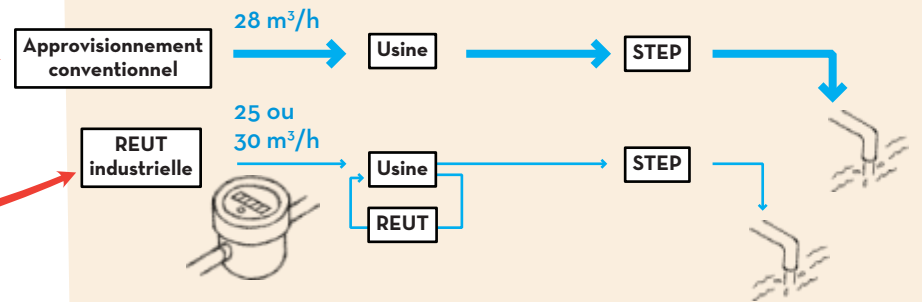 28 m³/h
Approvisionnement
conventionnel
Usine
STEP
25 ou
30 m³/h
REUT
industrielle
Usine
STEP
REUT